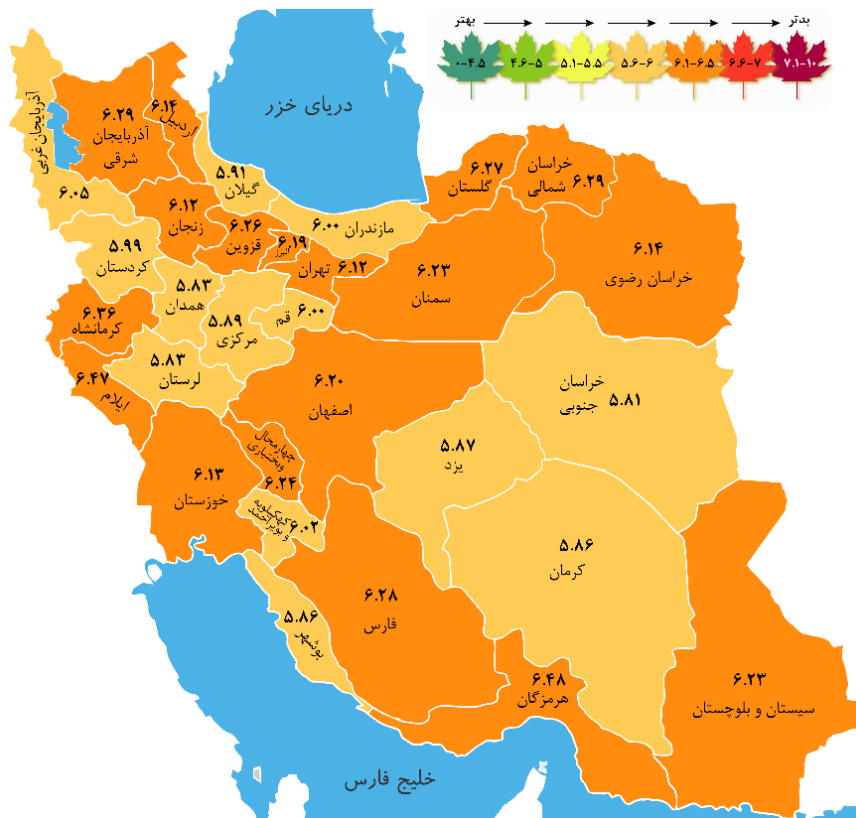 بدتر
بهتر
۷.۱-۱۰
۶.۶-۷
۶.۱-۶.۵
۵.۶-۶
۵.۱-۵.۵
۴.۶-۵
۰-۴.۵
دریای خزر
آذربایجان غربی
۶.۰۵
۶.۲۹
آذربایجان
شرقی
۶.۱۴
اردبیل
۵.۹۱
گیلان
۶.۲۷
گلستان
خراسان
شمالی
۶.۲۹
۶.۱۲
زنجان
۶.۲۶
قزوین
۶.۱۹
البرز
مازندران ۶.۰۰
تهران ۶.۱۲
۶.۲۳
سمنان
۶.۱۴
خراسان رضوی
۵.۹۹
کردستان
۵.۸۳
همدان
۵.۸۹
مرکزی
قم ۶.۰۰
۶.۳۶
کرمانشاه
۵.۸۳
لرستان
۶.۴۷
ایلام
۶.۲۰
اصفهان
خراسان
جنوبی
۵.۸۱
چهارمحال
وبختیاری
۶.۲۴
۶.۱۳
خوزستان
۵.۸۷
یزد
کهکیلویه
و بویراحمد
۶.۰۲
۵.۸۶
کرمان
۶.۲۸
فارس
۵.۸۶
بوشهر
۶.۴۸
هرمزگان
۶.۲۳
سیستان و بلوچستان
خلیج فارس